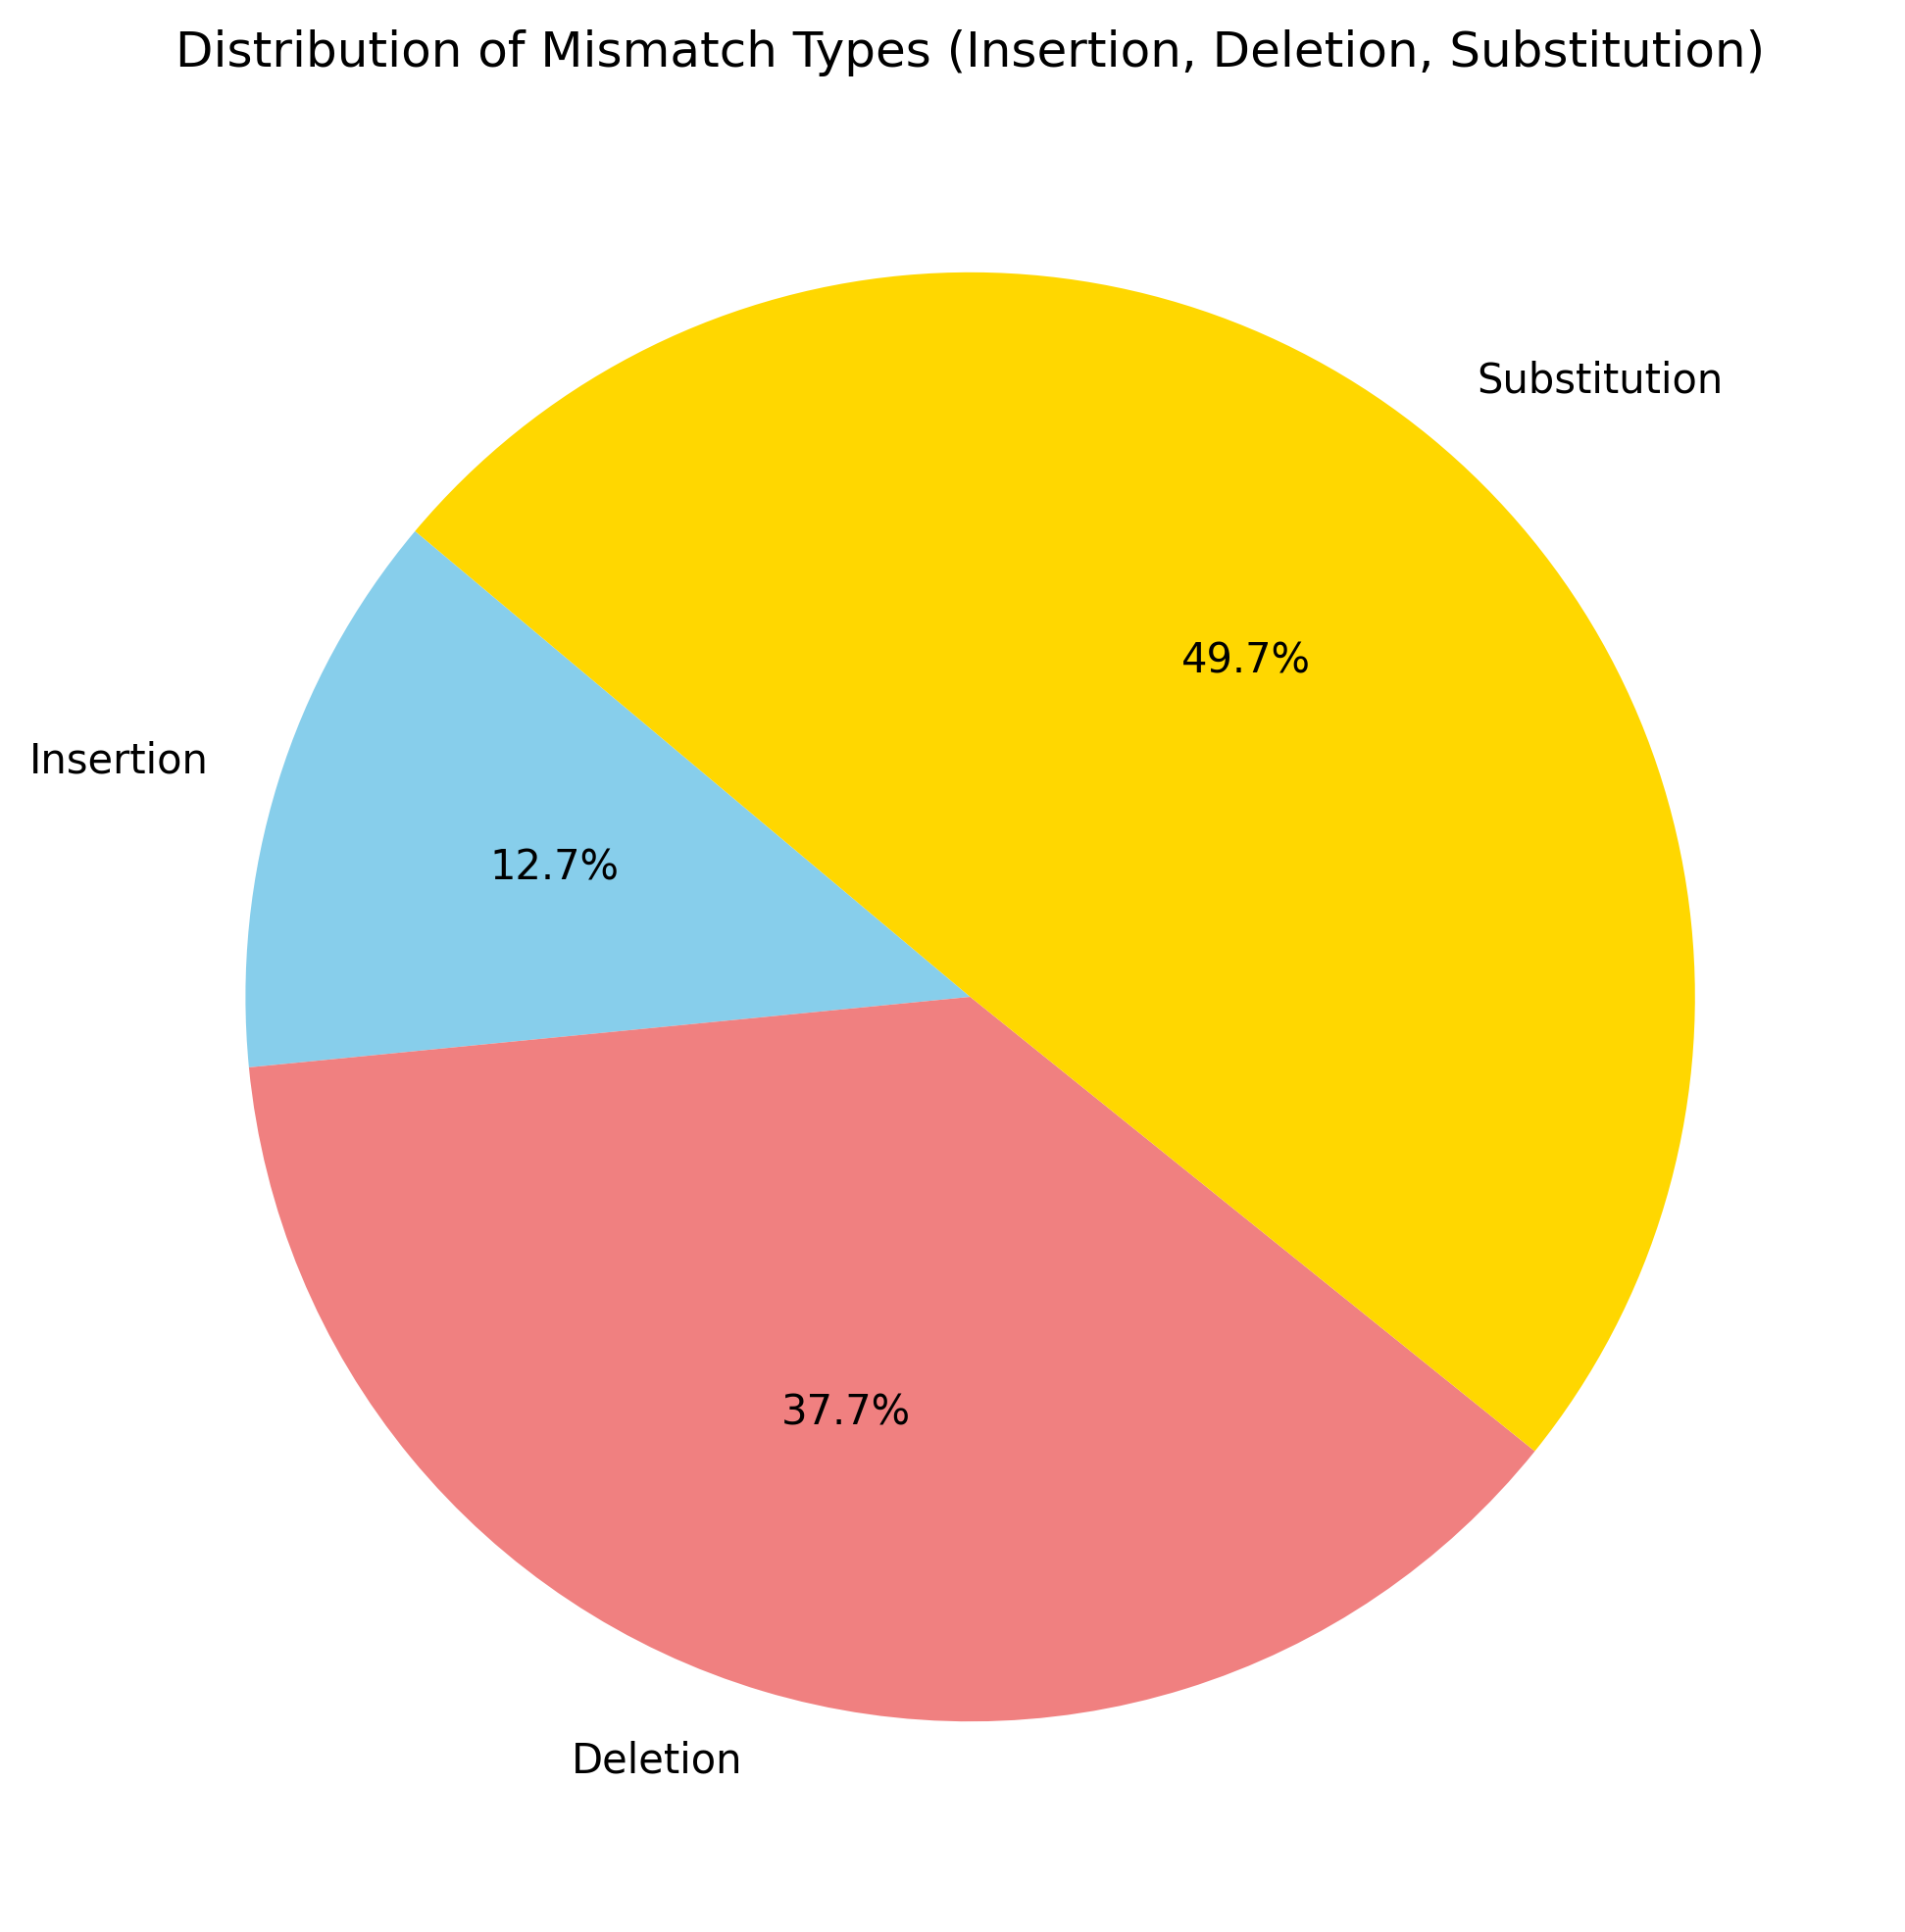 Distribution of Mismatch Types (Insertion, Deletion, Substitution)
Substitution
49.7%
Insertion
12.7%
37.7%
Deletion